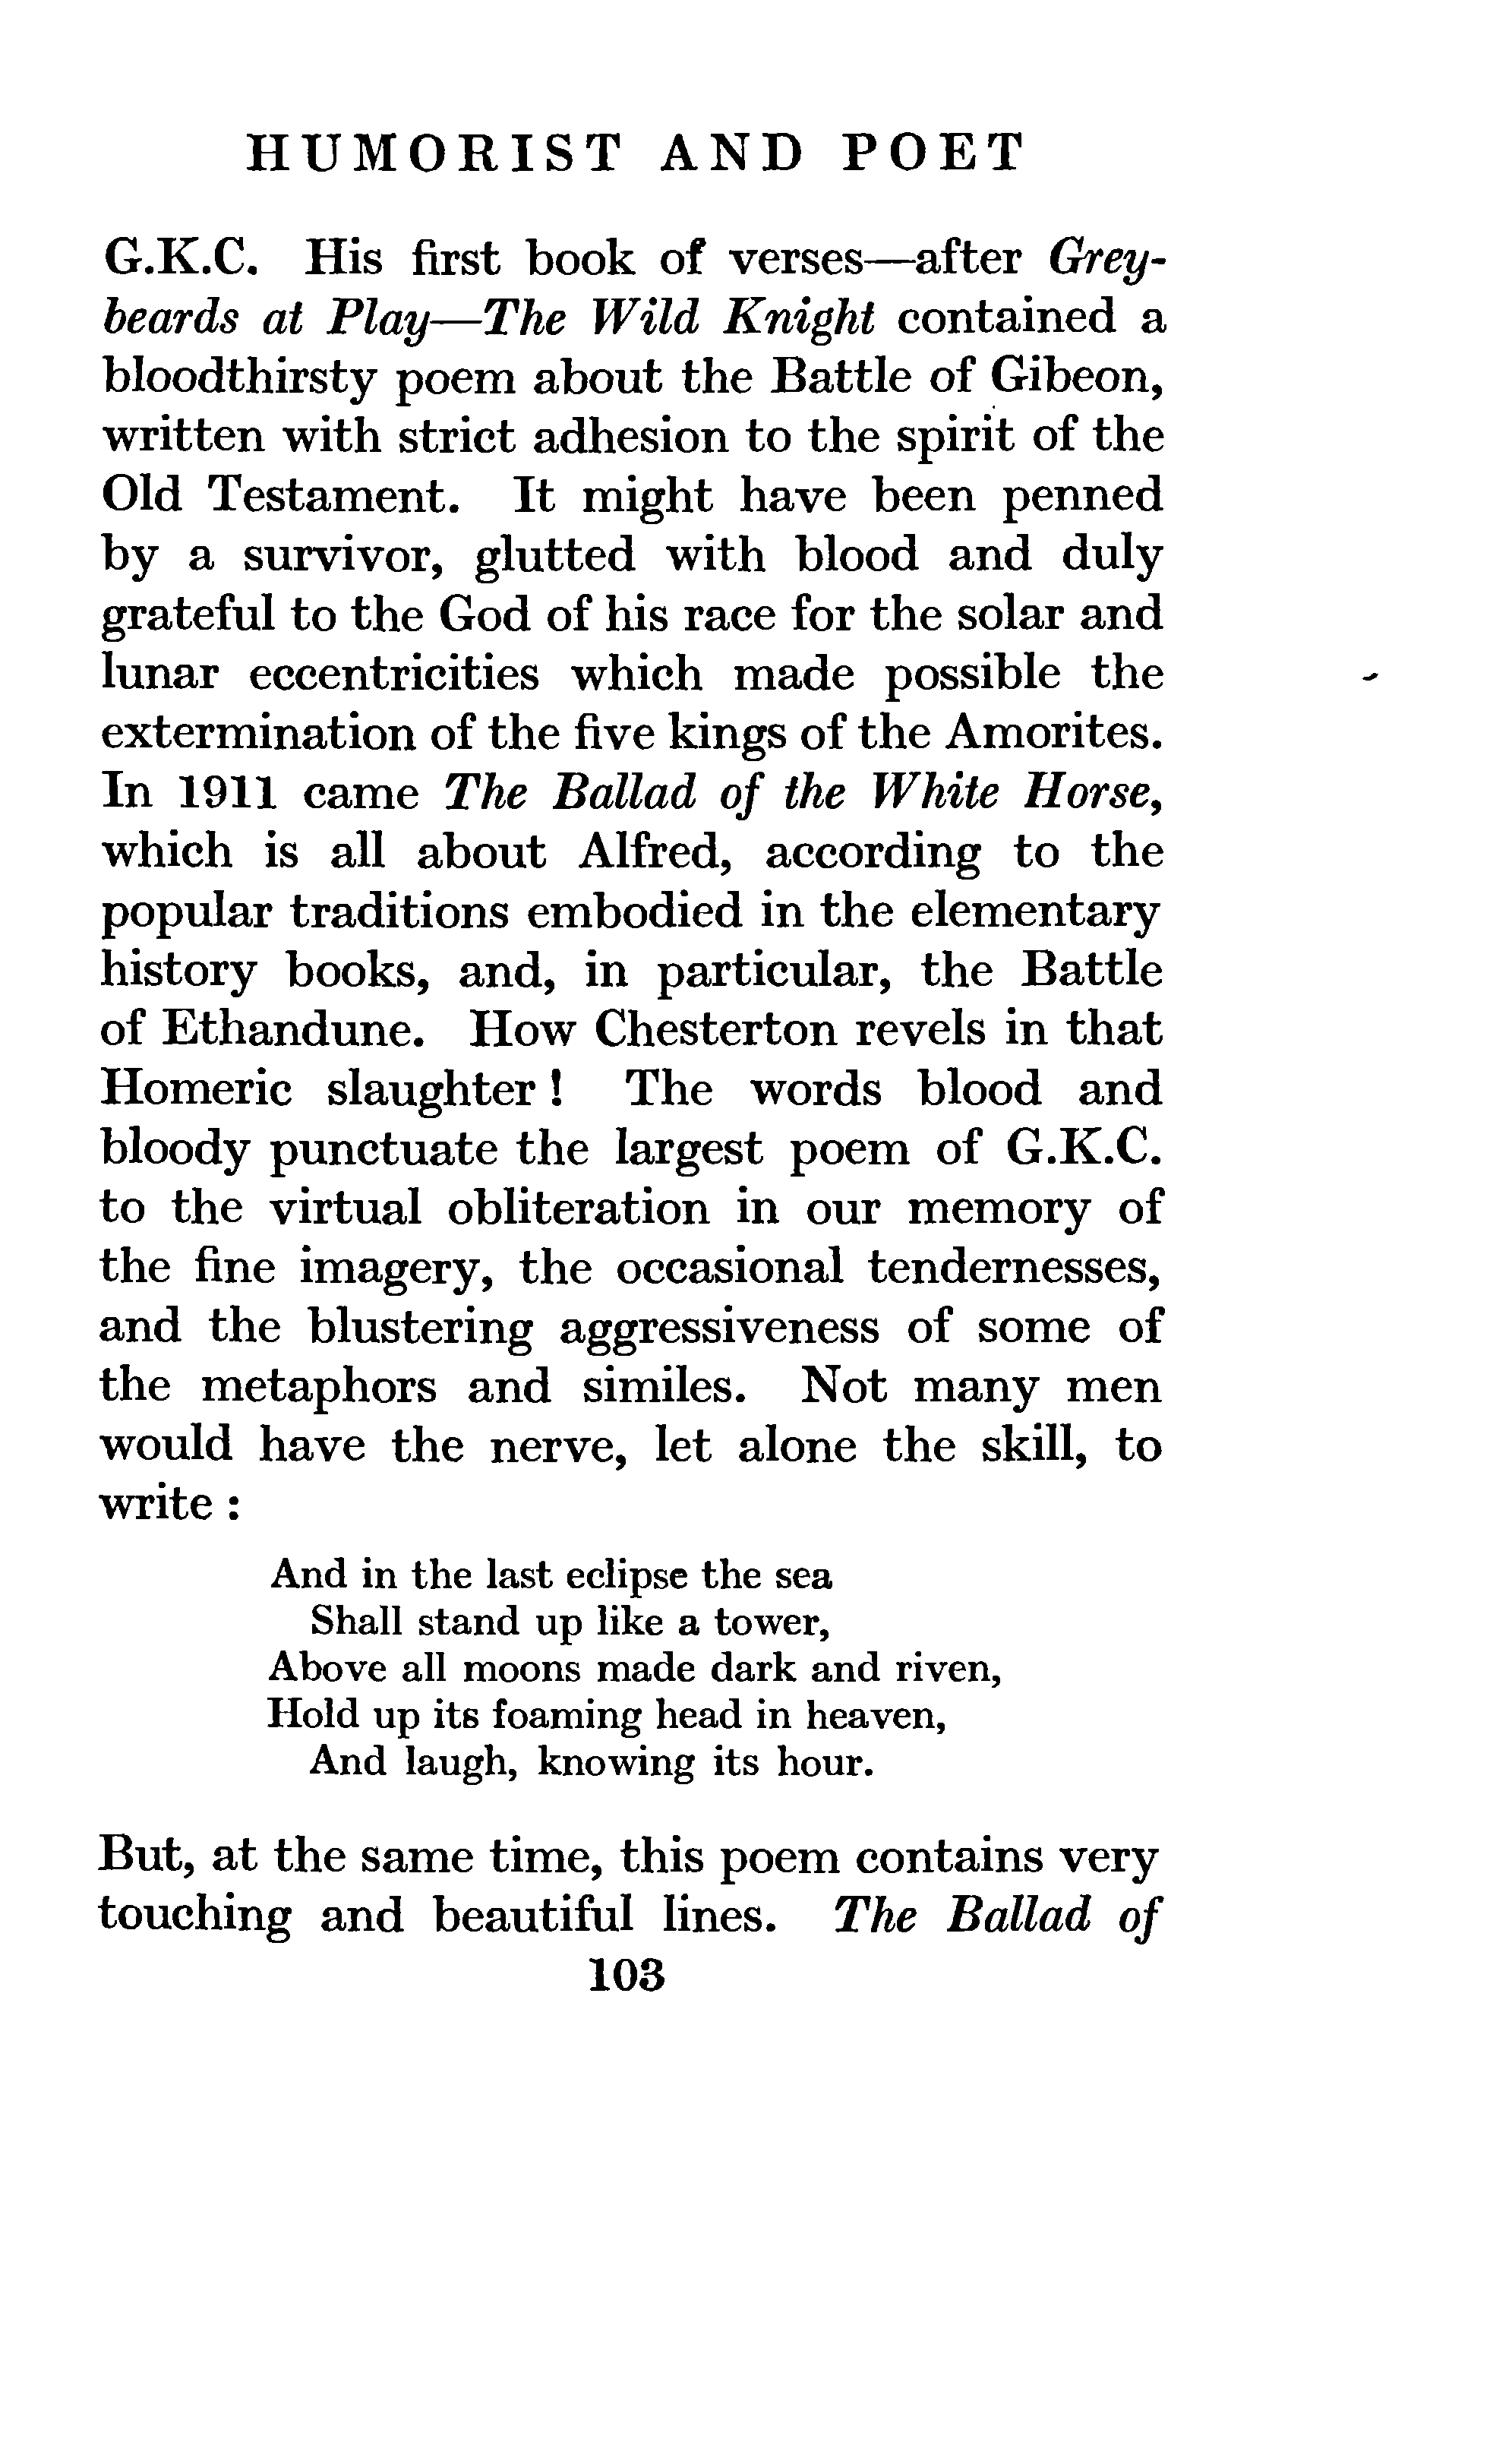 HUMORIST AND POET
G.K.C. His first book of verses—after Grey-
beards at Play—The Wild Knight contained a
bloodthirsty poem about the Battle of Gibeon,
written with strict adhesion to the spirit of the
Old Testament. It might have been penned
by a survivor, glutted with blood and duly
grateful to the God of his race for the solar and
lunar eccentricities which made possible the
extermination of the five kings of the Amorites.
In 1911 came The Ballad of the White Horse,
which is all about Alfred, according to the
popular traditions embodied in the elementary
history books, and, in particular, the Battle
of Ethandune. How Chesterton revels in that
Homeric slaughter! The words blood and
bloody punctuate the largest poem of G.K.C.
to the virtual obliteration in our memory of
the fine imagery, the occasional tendernesses,
and the blustering aggressiveness of some of
the metaphors and similes. Not many men
would have the nerve, let alone the skill, to
write :
And in the last eclipse the sea
Shall stand up like a tower,
Above all moons made dark and riven,
Hold up its foaming head in heaven,
And laugh, knowing its hour.
But, at the same time, this poem contains very
touching and beautiful lines. The Ballad of
103